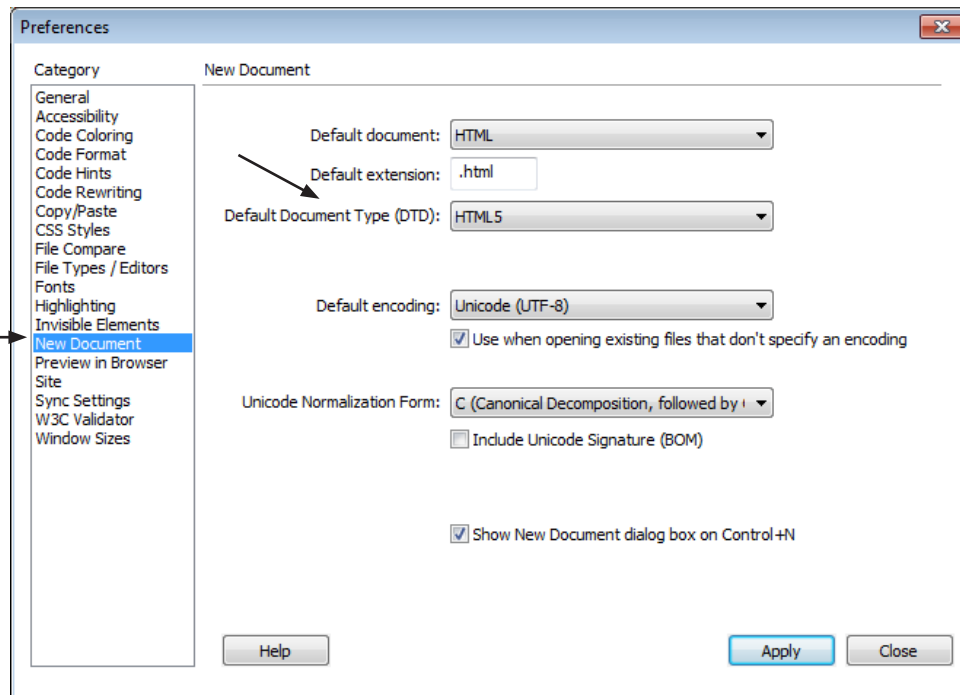 Preferences
Category
New Document
General
Accessibility
Code Coloring
Code Format
Code Hints
Code Rewriting
Copy/Paste
CSS Styles
File Compare
File Types / Editors
Fonts
Highlighting
Invisible Elements
New Document
Preview in Browser
Site
Sync Settings
W3C Validator
Window Sizes
Default document: HTML
Default extension: .html
Default Document Type (DTD): HTML5
Default encoding: Unicode (UTF-8)
Use when opening existing files that don't specify an encoding
Unicode Normalization Form: C (Canonical Decomposition, followed by
Include Unicode Signature (BOM)
Show New Document dialog box on Control+N
Help
Apply
Close